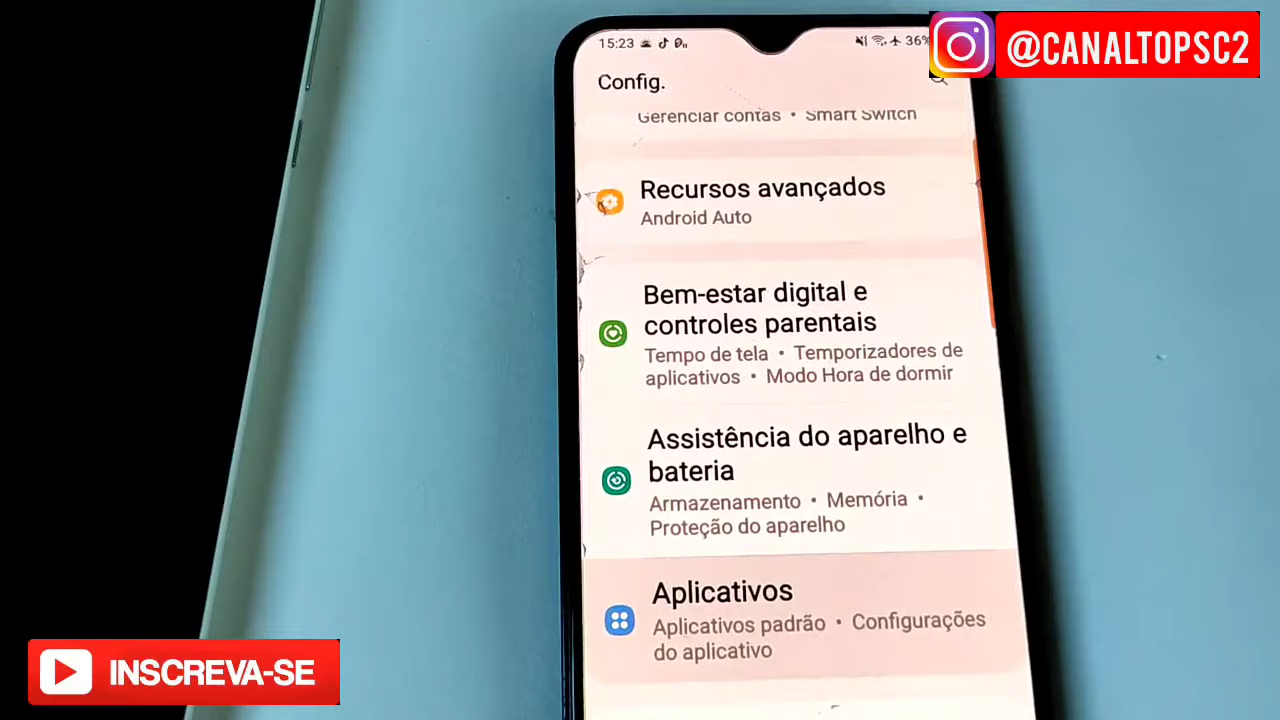 15:23
36%
@CANALTOPSC2
Config.
Gerenciar contas • Smart Switch
Recursos avançados
Android Auto
Bem-estar digital e
controles parentais
Tempo de tela • Temporizadores de
aplicativos • Modo Hora de dormir
Assistência do aparelho e
bateria
Armazenamento • Memória •
Proteção do aparelho
Aplicativos
Aplicativos padrão • Configurações
do aplicativo
INSCREVA-SE